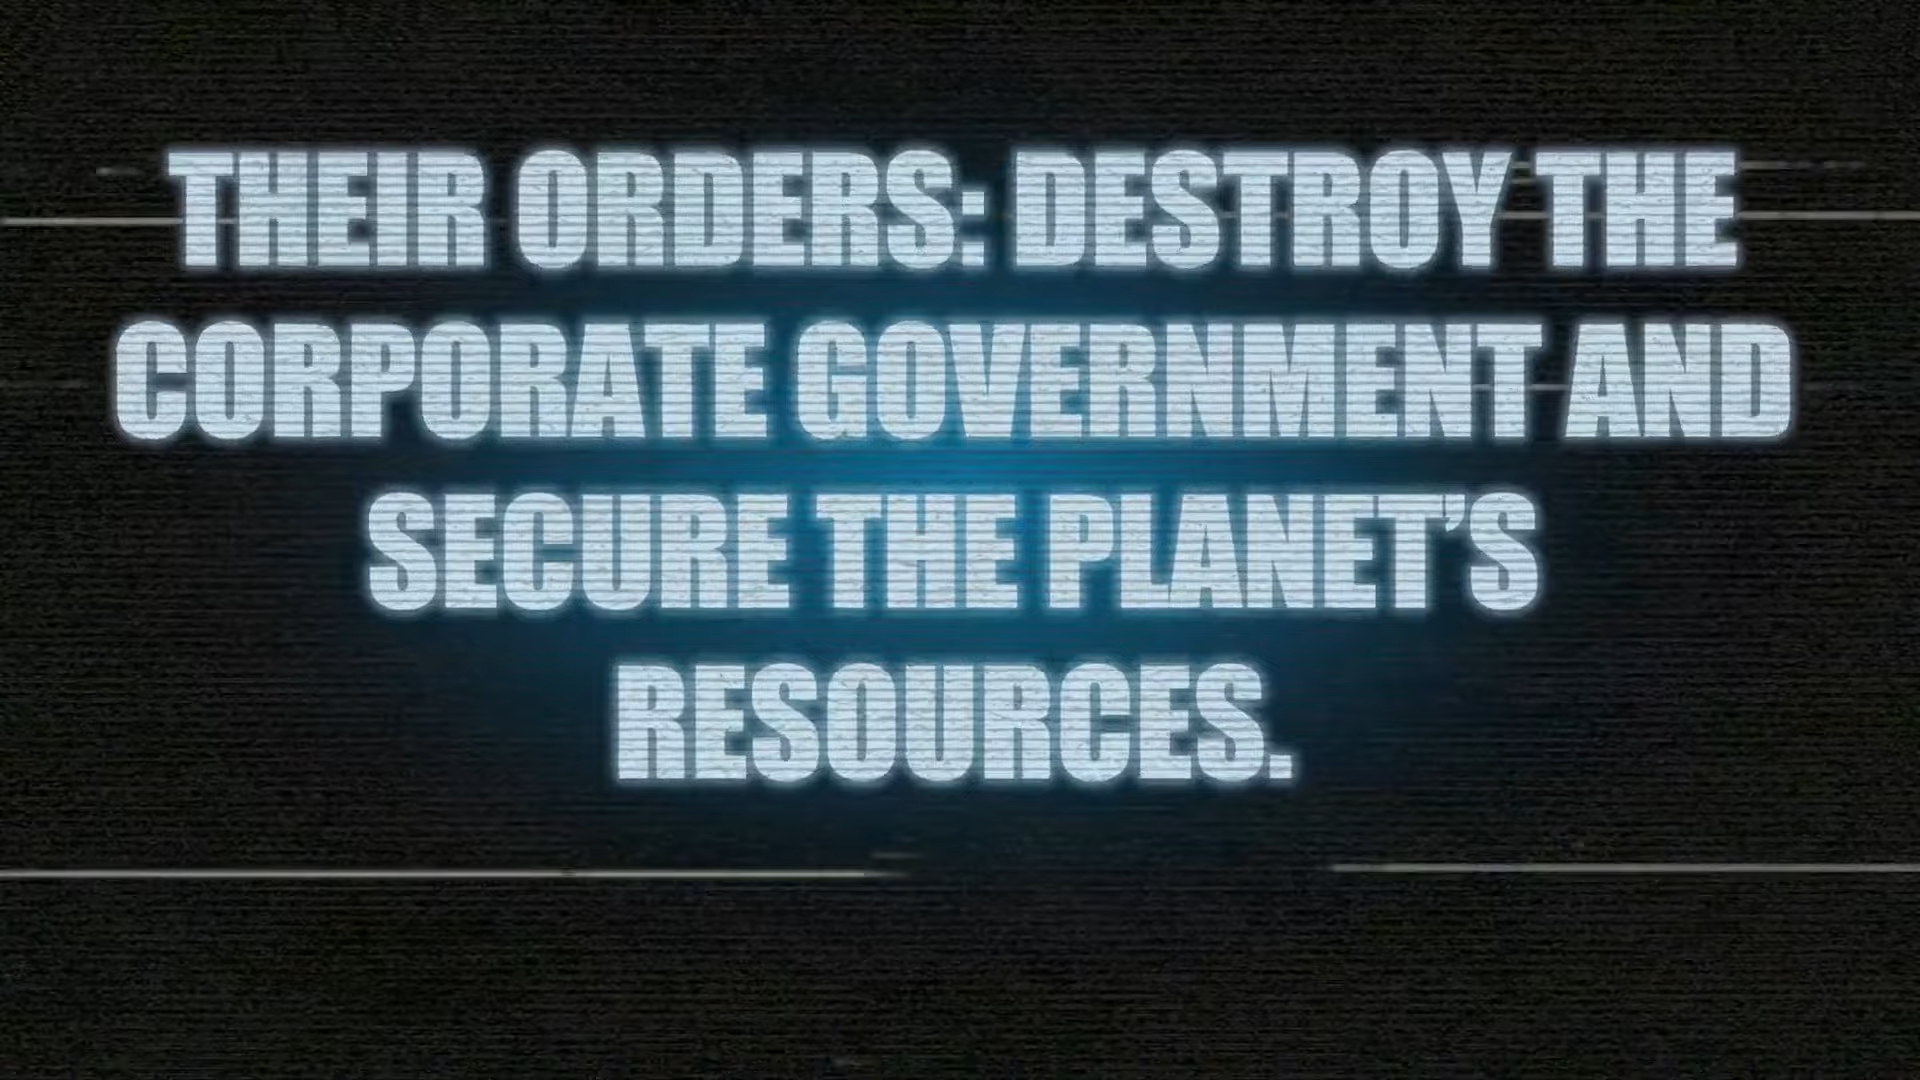 THEIR ORDERS: DESTROY THE
CORPORATE GOVERNMENT AND
SECURE THE PLANET’S
RESOURCES.